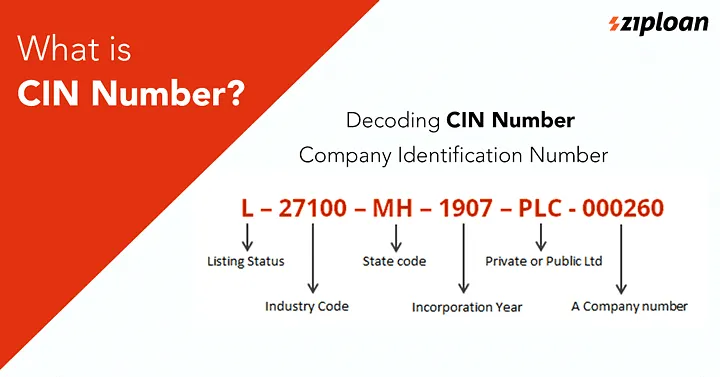 ziploan
What is
CIN Number?
Decoding CIN Number
Company Identification Number
L – 27100 – MH – 1907 – PLC - 000260
Listing Status
State code
Private or Public Ltd
Industry Code
Incorporation Year
A Company number